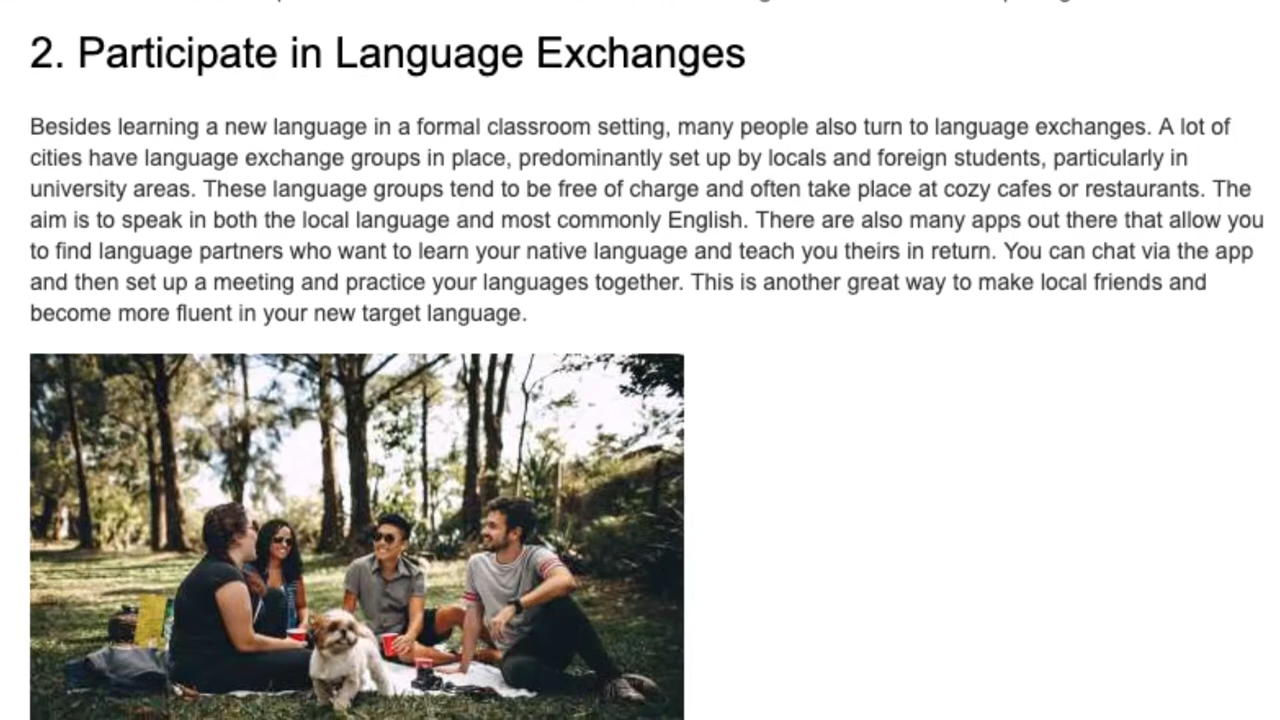 2. Participate in Language Exchanges
Besides learning a new language in a formal classroom setting, many people also turn to language exchanges. A lot of
cities have language exchange groups in place, predominantly set up by locals and foreign students, particularly in
university areas. These language groups tend to be free of charge and often take place at cozy cafes or restaurants. The
aim is to speak in both the local language and most commonly English. There are also many apps out there that allow you
to find language partners who want to learn your native language and teach you theirs in return. You can chat via the app
and then set up a meeting and practice your languages together. This is another great way to make local friends and
become more fluent in your new target language.